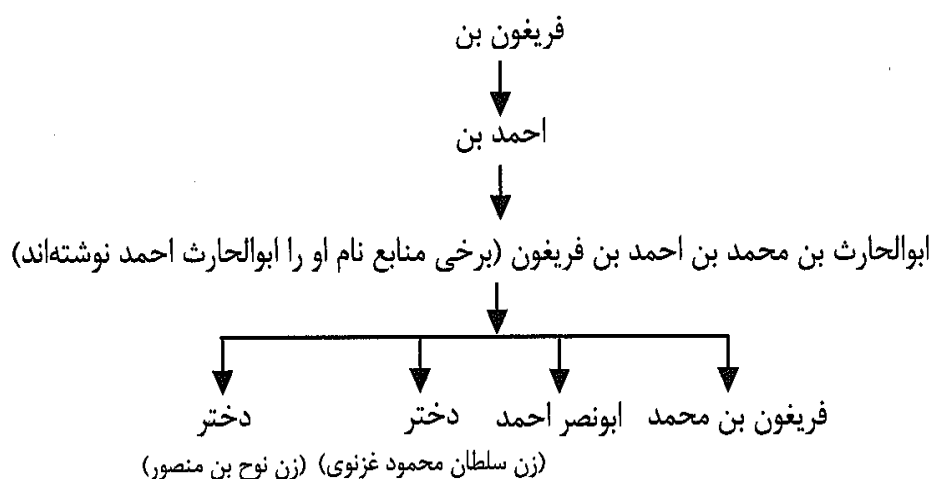 فریغون بن
احمد بن
ابوالحارث بن محمد بن احمد بن فریغون (برخی منابع نام او را ابوالحارث احمد نوشته‌اند)
فریغون بن محمد ابونصر احمد دختر دختر
(زن سلطان محمود غزنوی) (زن نوح بن منصور)